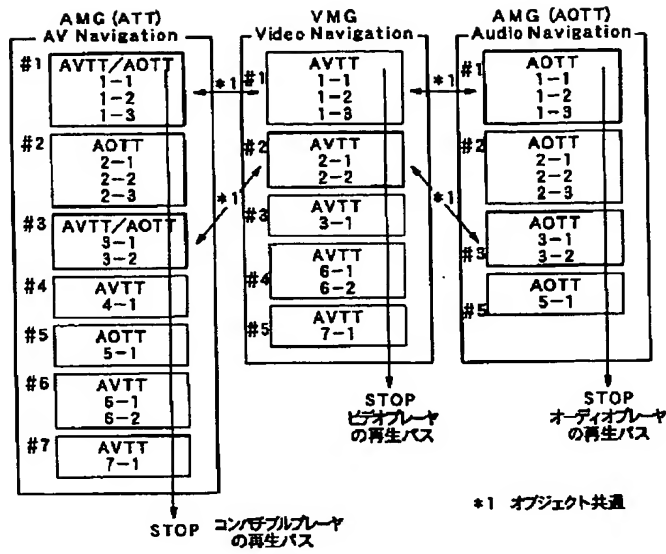 AMG (ATT)
AV Navigation
#1
AVTT/AOTT
1-1
1-2
1-3
#2
AOTT
2-1
2-2
2-3
#3
AVTT/AOTT
3-1
3-2
#4
AVTT
4-1
#5
AOTT
5-1
#6
AVTT
6-1
6-2
#7
AVTT
7-1
STOP コンパチブルプレーヤ
の再生パス
*1
*1
VMG
Video Navigation
#1
AVTT
1-1
1-2
1-3
#2
AVTT
2-1
2-2
#3
AVTT
3-1
#4
AVTT
6-1
6-2
#5
AVTT
7-1
STOP
ビデオプレーヤ
の再生パス
*1
*1
AMG (AOTT)
Audio Navigation
#1
AOTT
1-1
1-2
1-3
#2
AOTT
2-1
2-2
2-3
#3
AOTT
3-1
3-2
#5
AOTT
5-1
STOP
オーディオプレーヤ
の再生パス
*1 オブジェクト共通